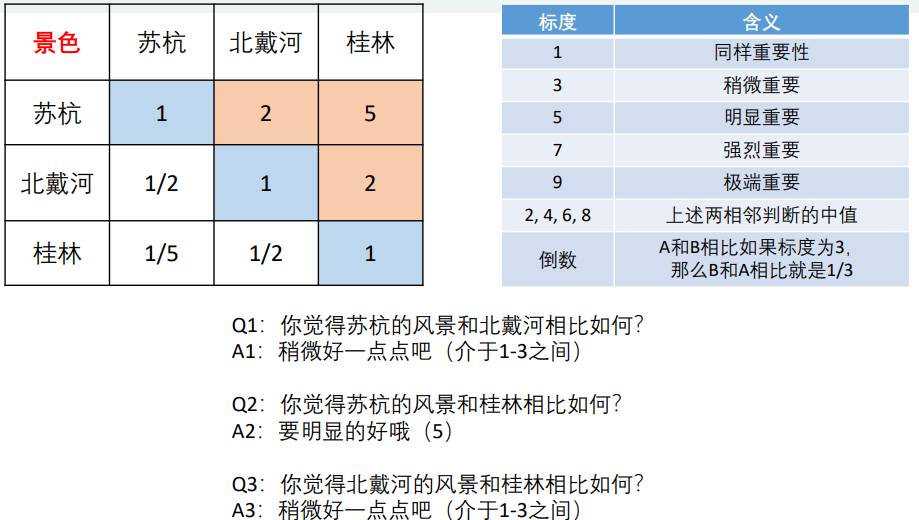 景色 苏杭 北戴河 桂林
苏杭 1 2 5
北戴河 1/2 1 2
桂林 1/5 1/2 1
标度 含义
1 同样重要性
3 稍微重要
5 明显重要
7 强烈重要
9 极端重要
2, 4, 6, 8 上述两相邻判断的中值
倒数 A和B相比如果标度为3，
那么B和A相比就是1/3
Q1：你觉得苏杭的风景和北戴河相比如何？
A1：稍微好一点点吧（介于1-3之间）
Q2：你觉得苏杭的风景和桂林相比如何？
A2：要明显的好哦（5）
Q3：你觉得北戴河的风景和桂林相比如何？
A3：稍微好一点点吧（介于1-3之间）